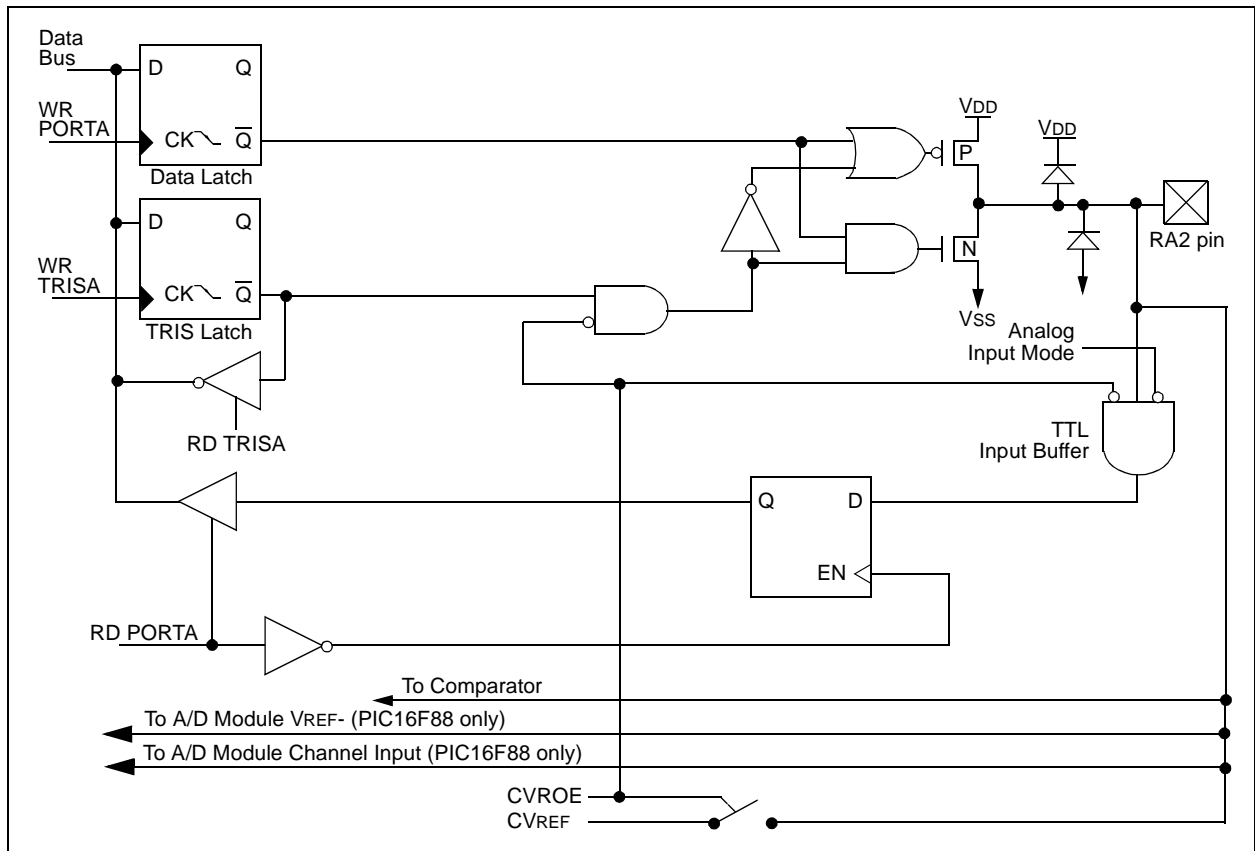 Data
Bus
D
Q
WR
PORTA
CK
Q
Data Latch
D
Q
WR
TRISA
CK
Q
TRIS Latch
RD TRISA
VDD
P
VDD
RA2 pin
N
VSS
Analog
Input Mode
TTL
Input Buffer
Q
D
EN
RD PORTA
To Comparator
To A/D Module VREF- (PIC16F88 only)
To A/D Module Channel Input (PIC16F88 only)
CVROE
CVREF